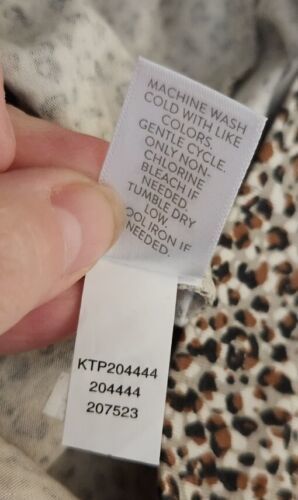 MACHINE WASH
COLD WITH LIKE
COLORS.
GENTLE CYCLE.
ONLY NON-
CHLORINE
BLEACH IF
NEEDED.
TUMBLE DRY
LOW.
OOL IRON IF
NEEDED.
KTP204444
204444
207523